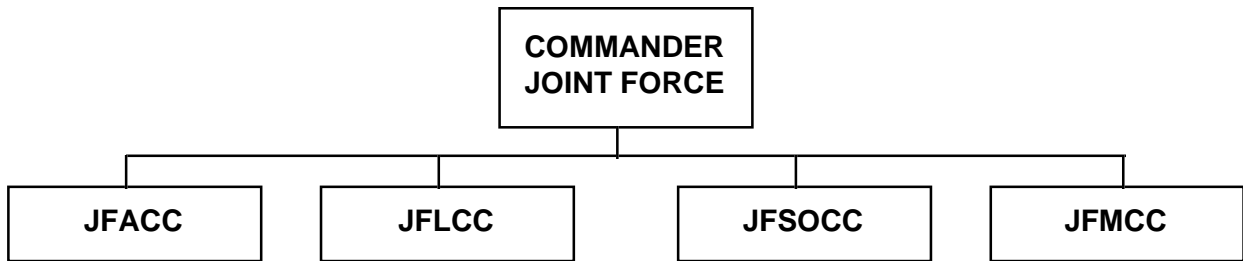 COMMANDER
JOINT FORCE
JFACC
JFLCC
JFSOCC
JFMCC